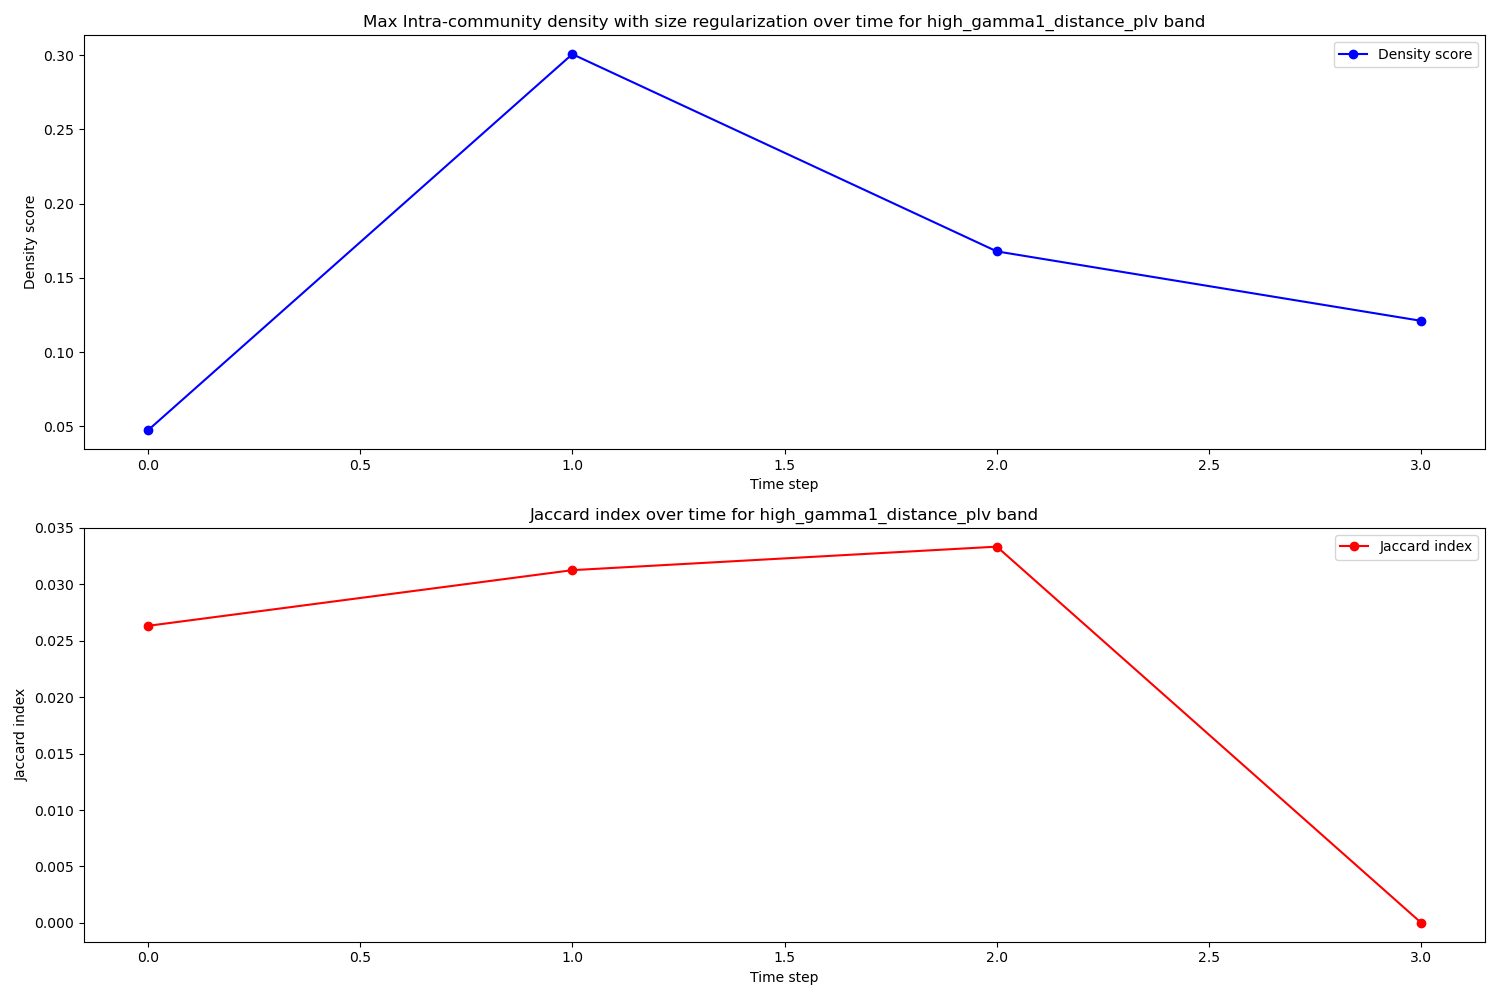 Max Intra-community density with size regularization over time for high_gamma1_distance_plv band
Density score
0.30
0.25
0.20
0.15
0.10
0.05
Density score
0.0 0.5 1.0 1.5 2.0 2.5 3.0
Time step
Jaccard index over time for high_gamma1_distance_plv band
Jaccard index
0.035
0.030
0.025
0.020
0.015
0.010
0.005
0.000
Jaccard index
0.0 0.5 1.0 1.5 2.0 2.5 3.0
Time step